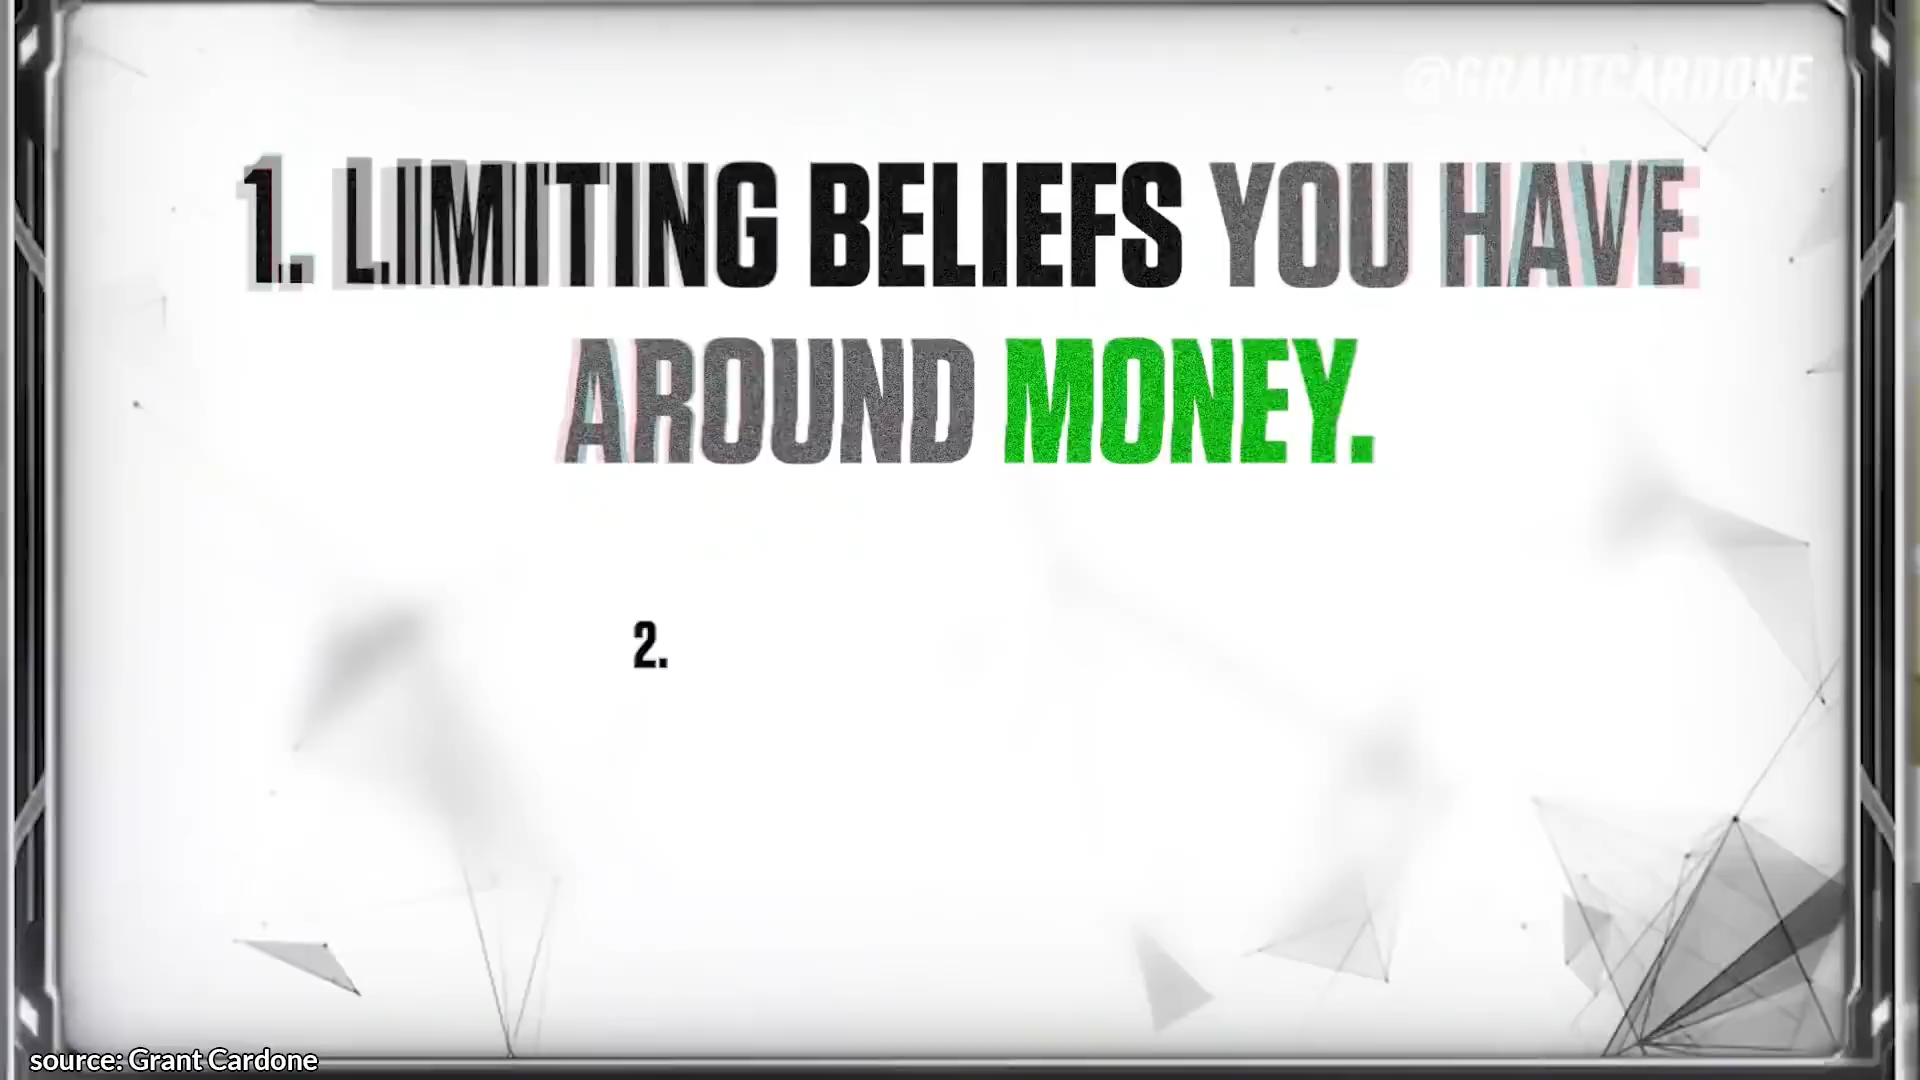 @GRANTCARDONE
1. LIMITING BELIEFS YOU HAVE
AROUND MONEY.
2.
source: Grant Cardone